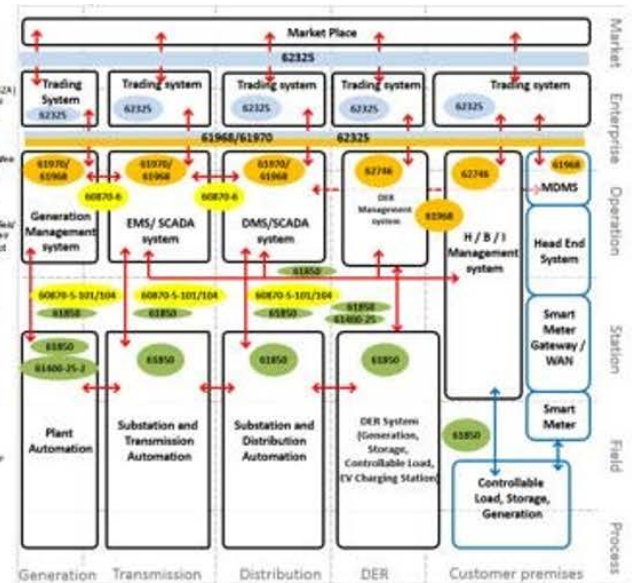 Market Place
Market
62325
Trading System
62325
Trading system
62325
Trading system
62325
Trading system
62325
Trading system
62325
Enterprise
61968/61970
62325
61970/
61968
61970/
61968
61970/
61968
62746
62746
61968
MDMS
60870-6
60870-6
61968
Generation
Management
system
EMS/ SCADA
system
DMS/SCADA
system
DER
Management
system
H / B / I
Management
system
Head End
System
Operation
61850
60870-5-101/104
61850
60870-5-101/104
61850
60870-5-101/104
61850
61850
61400-25
Smart
Meter
Gateway /
WAN
Station
61850
61400-25-2
61850
61850
61850
Plant
Automation
Substation and
Transmission
Automation
Substation and
Distribution
Automation
DER System
(Generation,
Storage,
Controllable Load,
EV Charging Station)
61850
Smart
Meter
Field
Controllable
Load, Storage,
Generation
Process
Generation
Transmission
Distribution
DER
Customer premises